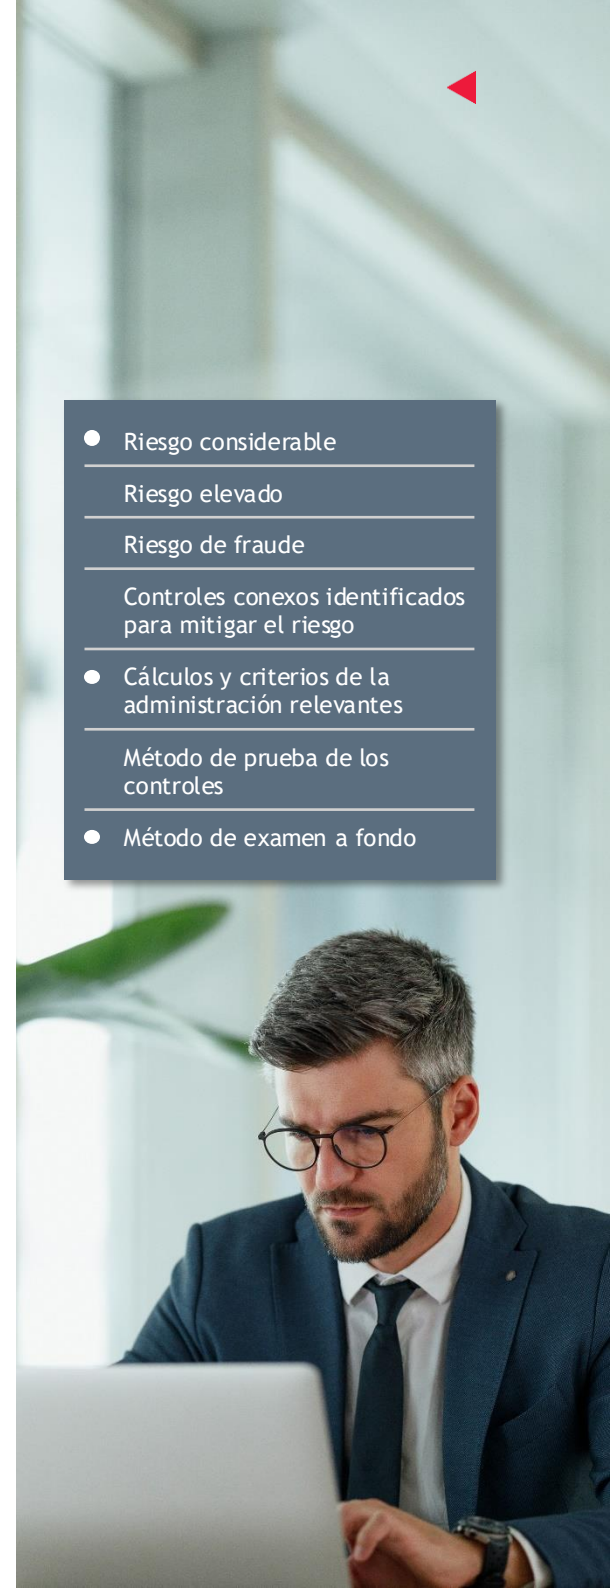 Riesgo considerable
Riesgo elevado
Riesgo de fraude
Controles conexos identificados
para mitigar el riesgo
Cálculos y criterios de la
administración relevantes
Método de prueba de los
controles
Método de examen a fondo